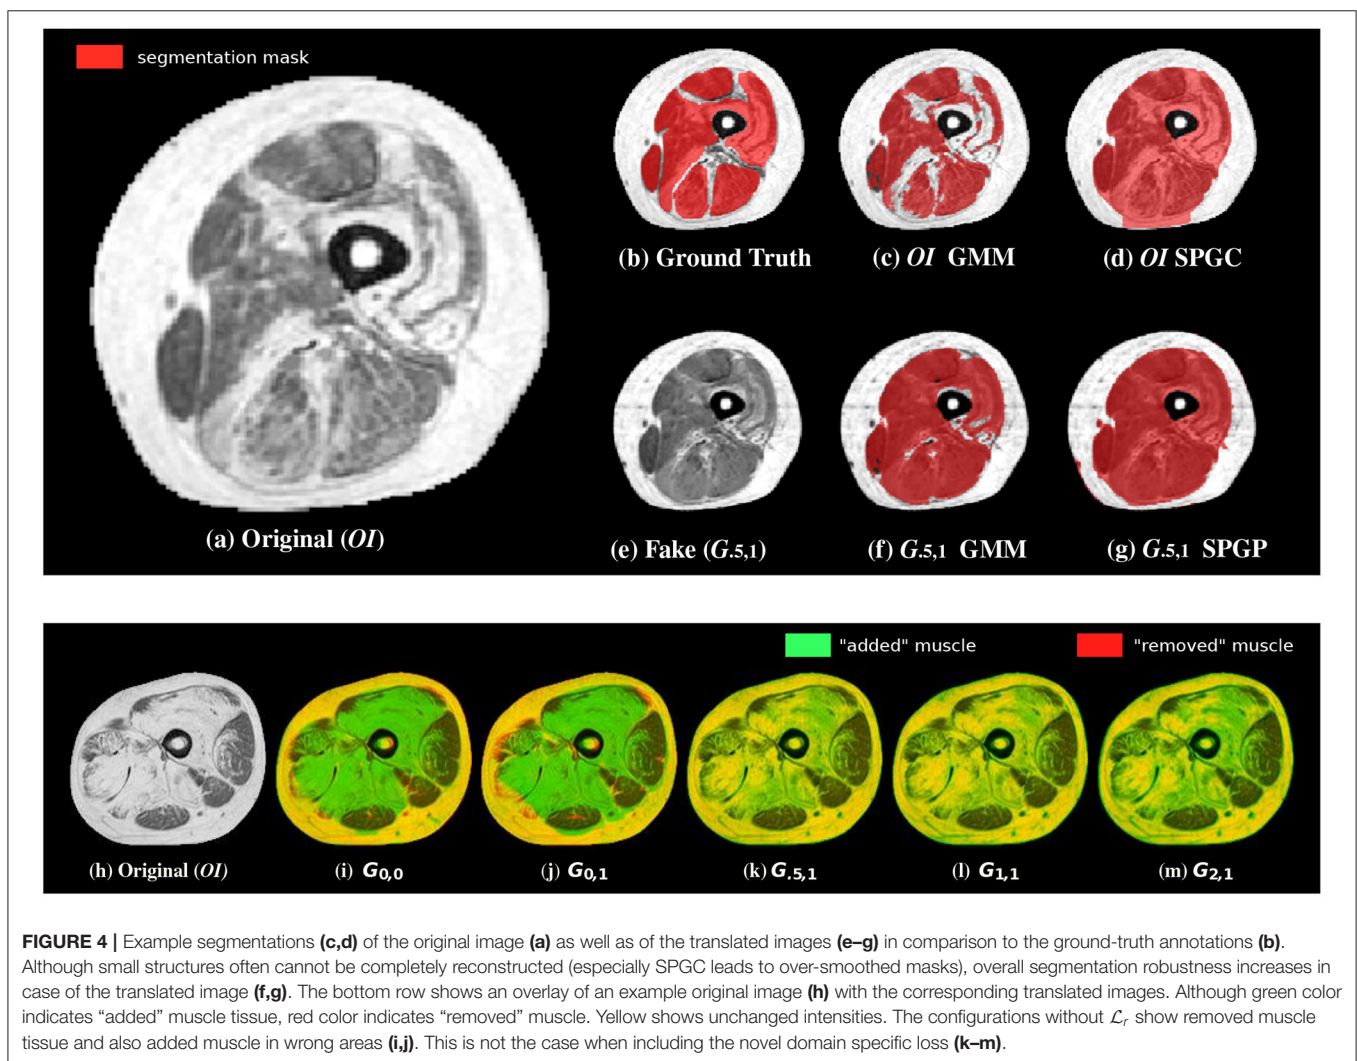 segmentation mask
(b) Ground Truth
(c) OI GMM
(d) OI SPGC
(a) Original (OI)
(e) Fake (G.5,1)
(f) G.5,1 GMM
(g) G.5,1 SPGP
"added" muscle
"removed" muscle
(h) Original (OI)
(i) G0,0
(j) G0,1
(k) G.5,1
(l) G1,1
(m) G2,1
FIGURE 4 | Example segmentations (c,d) of the original image (a) as well as of the translated images (e–g) in comparison to the ground-truth annotations (b).
Although small structures often cannot be completely reconstructed (especially SPGC leads to over-smoothed masks), overall segmentation robustness increases in
case of the translated image (f,g). The bottom row shows an overlay of an example original image (h) with the corresponding translated images. Although green color
indicates “added” muscle tissue, red color indicates “removed” muscle. Yellow shows unchanged intensities. The configurations without ℒr show removed muscle
tissue and also added muscle in wrong areas (i,j). This is not the case when including the novel domain specific loss (k–m).